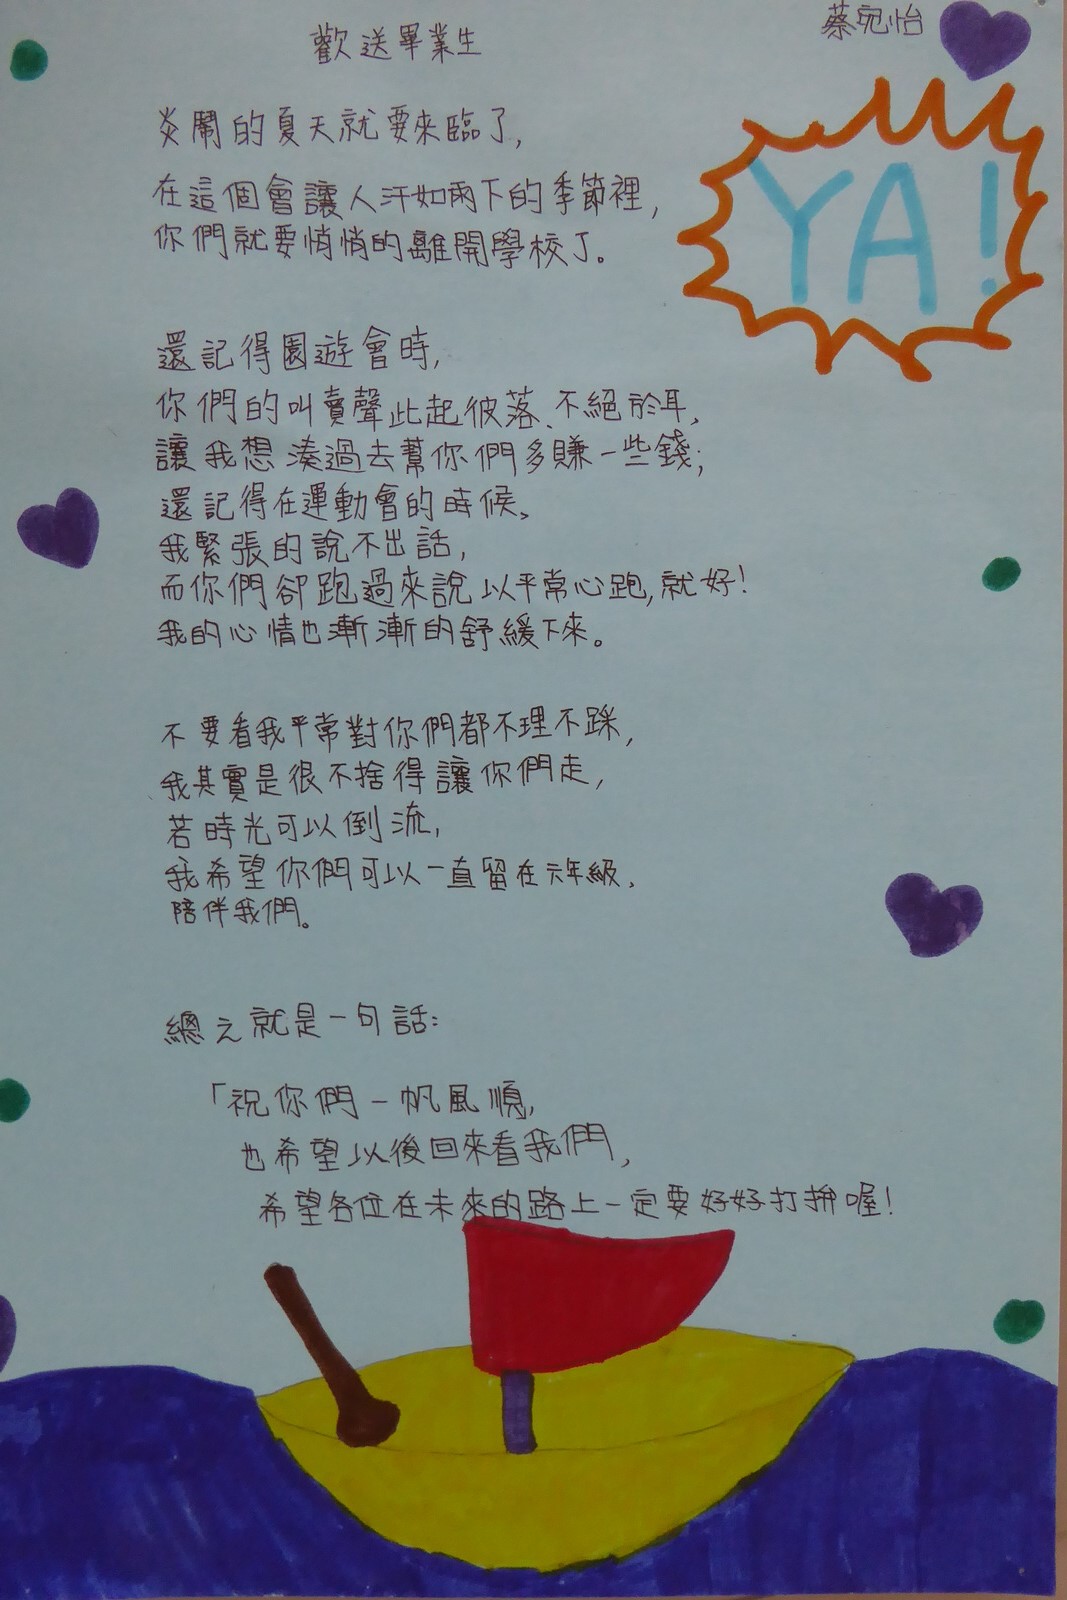 蔡宛怡
歡送畢業生
YA!
炎鬧的夏天就要來臨了,
在這個會讓人汗如雨下的季節裡,
你們就要悄悄的離開學校了。
還記得園遊會時,
你們的叫賣聲此起彼落、不絕於耳,
讓我想湊過去幫你們多賺一些錢;
還記得在運動會的時候、
我緊張的說不出話,
而你們卻跑過來說以平常心跑,就好!
我的心情也漸漸的舒緩下來。
不要看我平常對你們都不理不踩,
我其實是很不捨得讓你們走,
若時光可以倒流,
我希望你們可以一直留在六年級、
陪伴我們。
總之就是一句話:
「祝你們一帆風順,
也希望以後回來看我們,
希望各位在未來的路上一定要好好打拚喔!